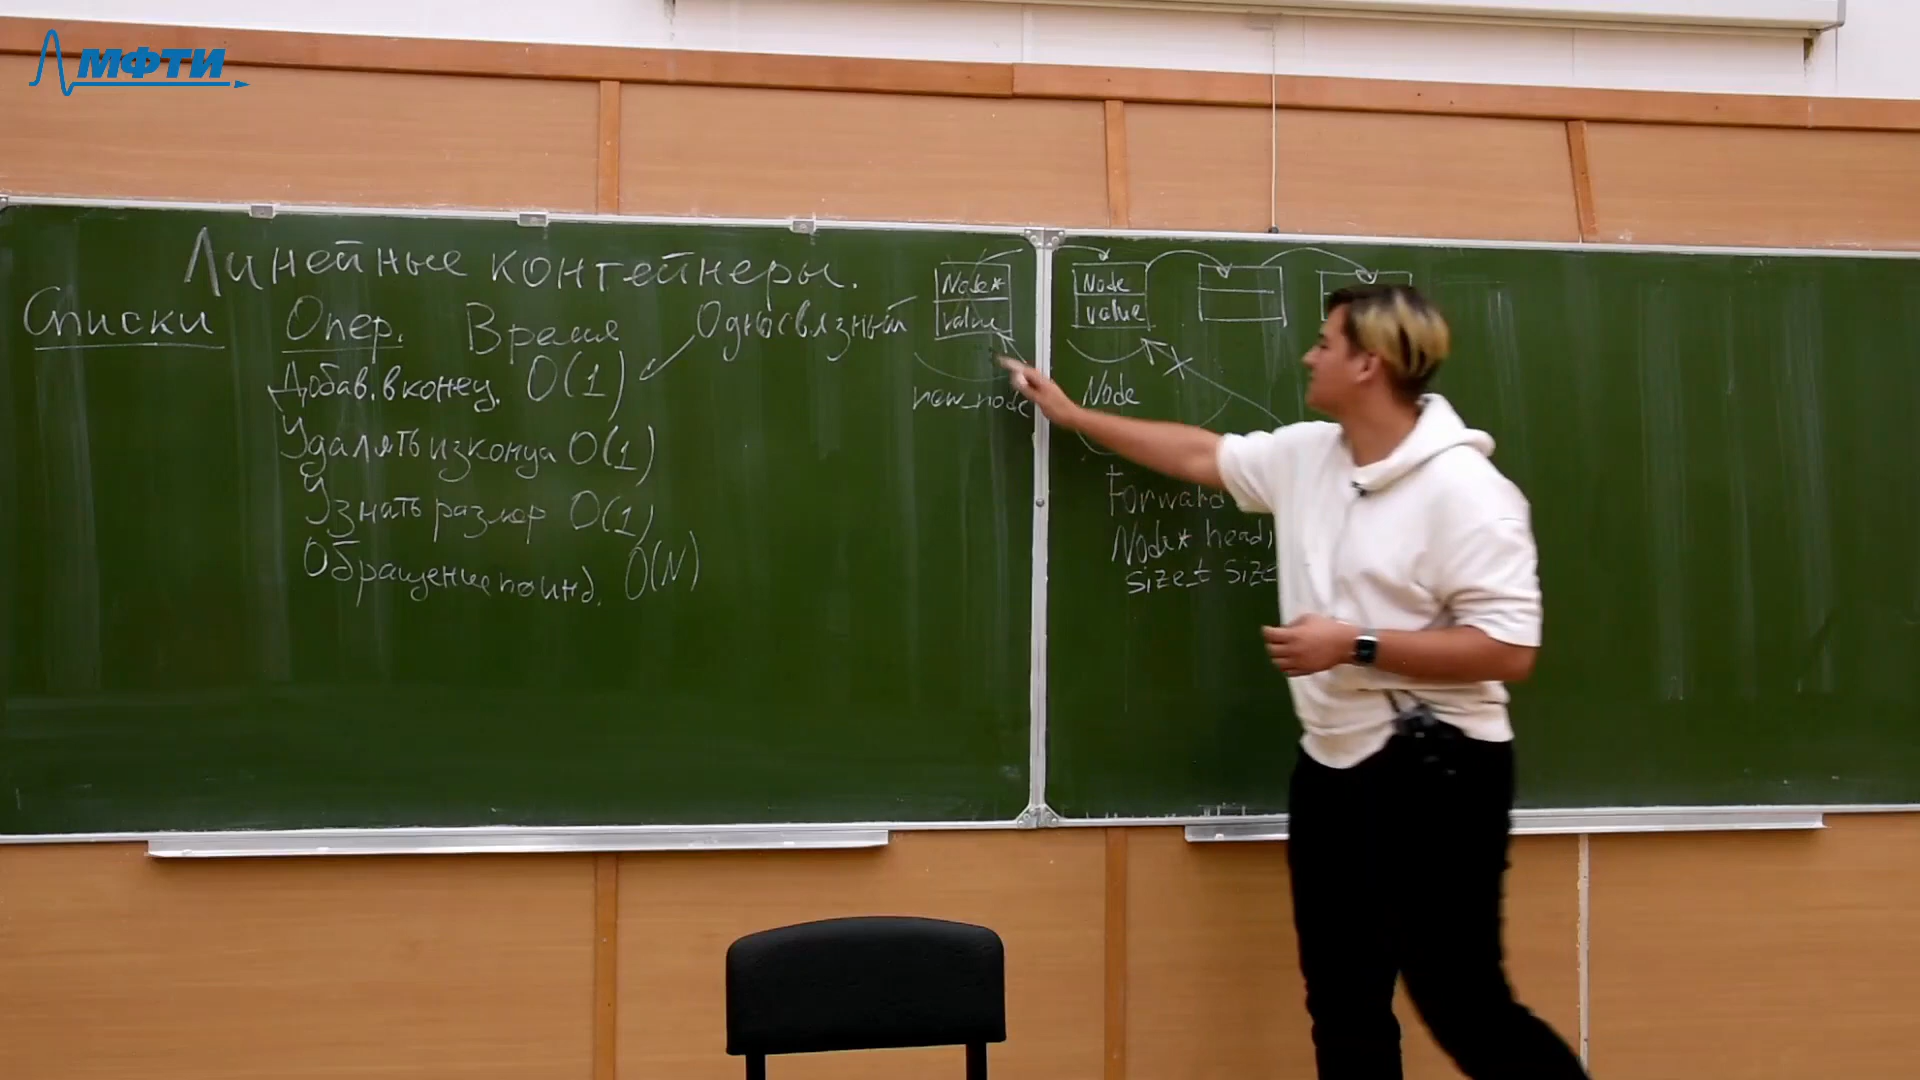 МФТИ
Линейные контейнеры.
Списки
Опер. Время
Односвязный
Добав. в конец. O(1)
Удалять из конца O(1)
Узнать размер O(1)
Обращение по инд. O(N)
Node*
value
new_node
Node
value
Node
Forward
Node* head;
size_t size